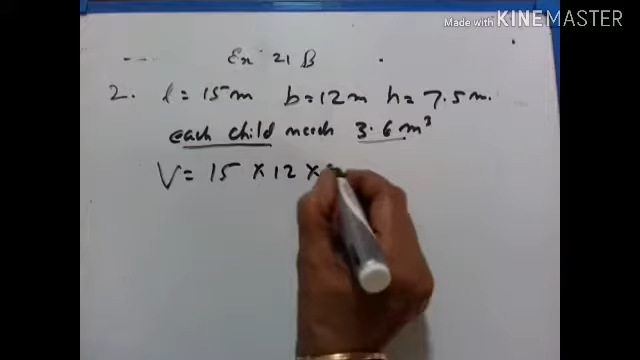 Made with KINEMASTER
Ex 21 B
2. l = 15 m b = 12 m h = 7.5 m.
each child needs 3.6 m³
V = 15 × 12 ×